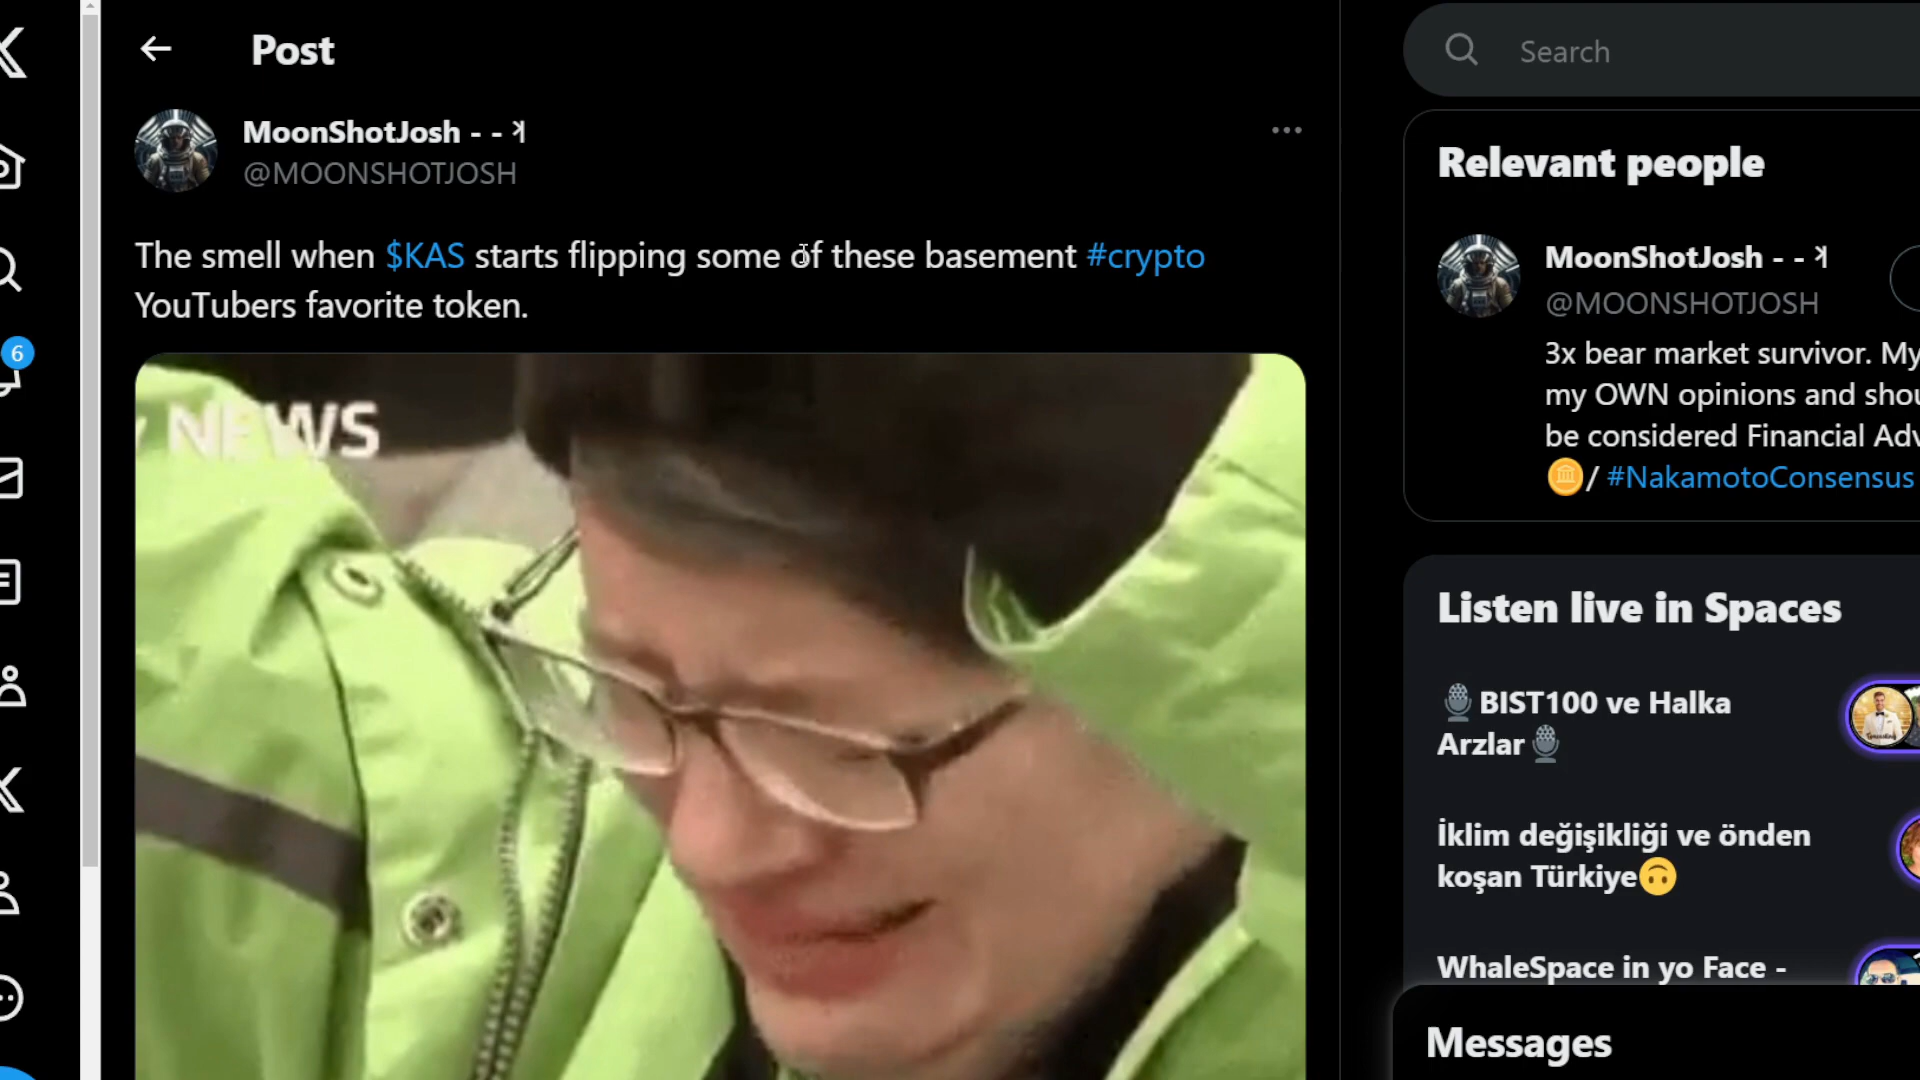 Post
MoonShotJosh - -
@MOONSHOTJOSH
The smell when $KAS starts flipping some of these basement #crypto
YouTubers favorite token.
NEWS
6
Search
Relevant people
MoonShotJosh - -
@MOONSHOTJOSH
3x bear market survivor. My
my OWN opinions and shou
be considered Financial Adv
/ #NakamotoConsensus
Listen live in Spaces
BIST100 ve Halka
Arzlar
İklim değişikliği ve önden
koşan Türkiye
WhaleSpace in yo Face -
Messages